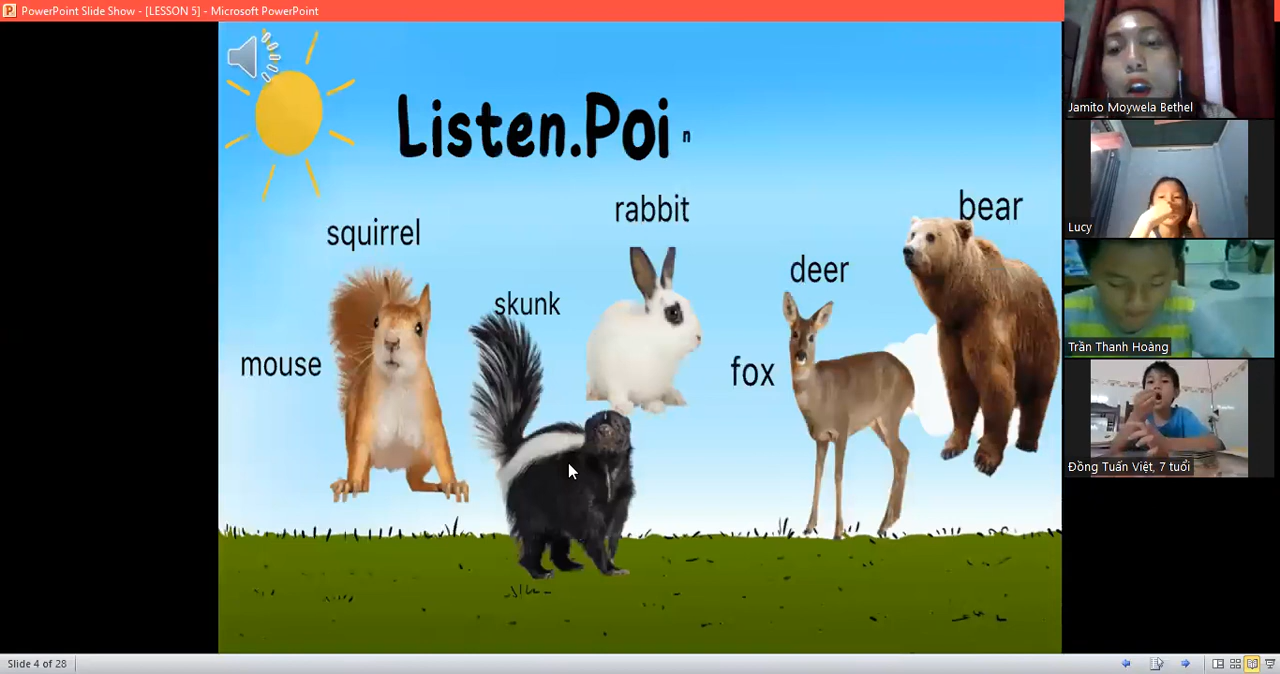 PowerPoint Slide Show - [LESSON 5] - Microsoft PowerPoint
Listen.Poi n
squirrel
mouse
skunk
rabbit
deer
fox
bear
Jamito Moywela Bethel
Lucy
Trần Thanh Hoàng
Đồng Tuấn Việt, 7 tuổi
Slide 4 of 28